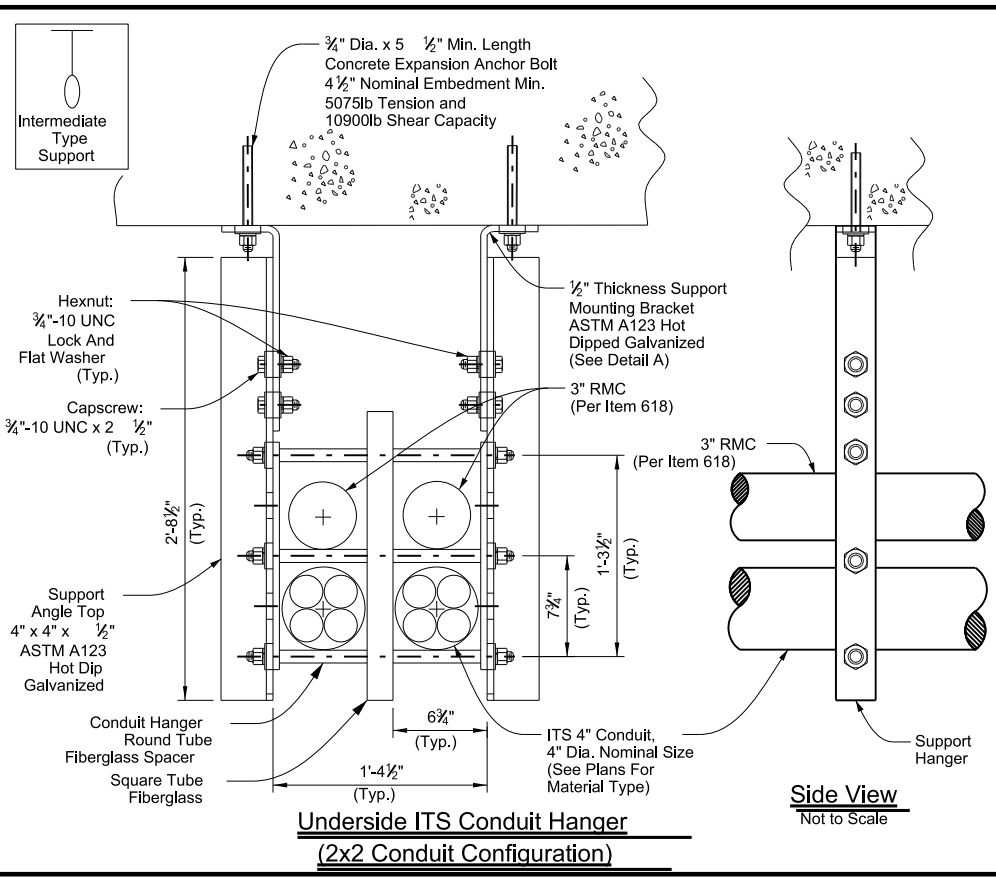 Intermediate
Type
Support
¾" Dia. x 5 ½" Min. Length
Concrete Expansion Anchor Bolt
4½" Nominal Embedment Min.
5075lb Tension and
10900lb Shear Capacity
Hexnut:
¾"-10 UNC
Lock And
Flat Washer
(Typ.)
Capscrew:
¾"-10 UNC x 2 ½"
(Typ.)
½" Thickness Support
Mounting Bracket
ASTM A123 Hot
Dipped Galvanized
(See Detail A)
3" RMC
(Per Item 618)
3" RMC
(Per Item 618)
2'-8½"
(Typ.)
1'-3½"
(Typ.)
7¾"
(Typ.)
Support
Angle Top
4" x 4" x ½"
ASTM A123
Hot Dip
Galvanized
Conduit Hanger
Round Tube
Fiberglass Spacer
Square Tube
Fiberglass
6¾"
(Typ.)
1'-4½"
(Typ.)
ITS 4" Conduit,
4" Dia. Nominal Size
(See Plans For
Material Type)
Support
Hanger
Side View
Not to Scale
Underside ITS Conduit Hanger
(2x2 Conduit Configuration)